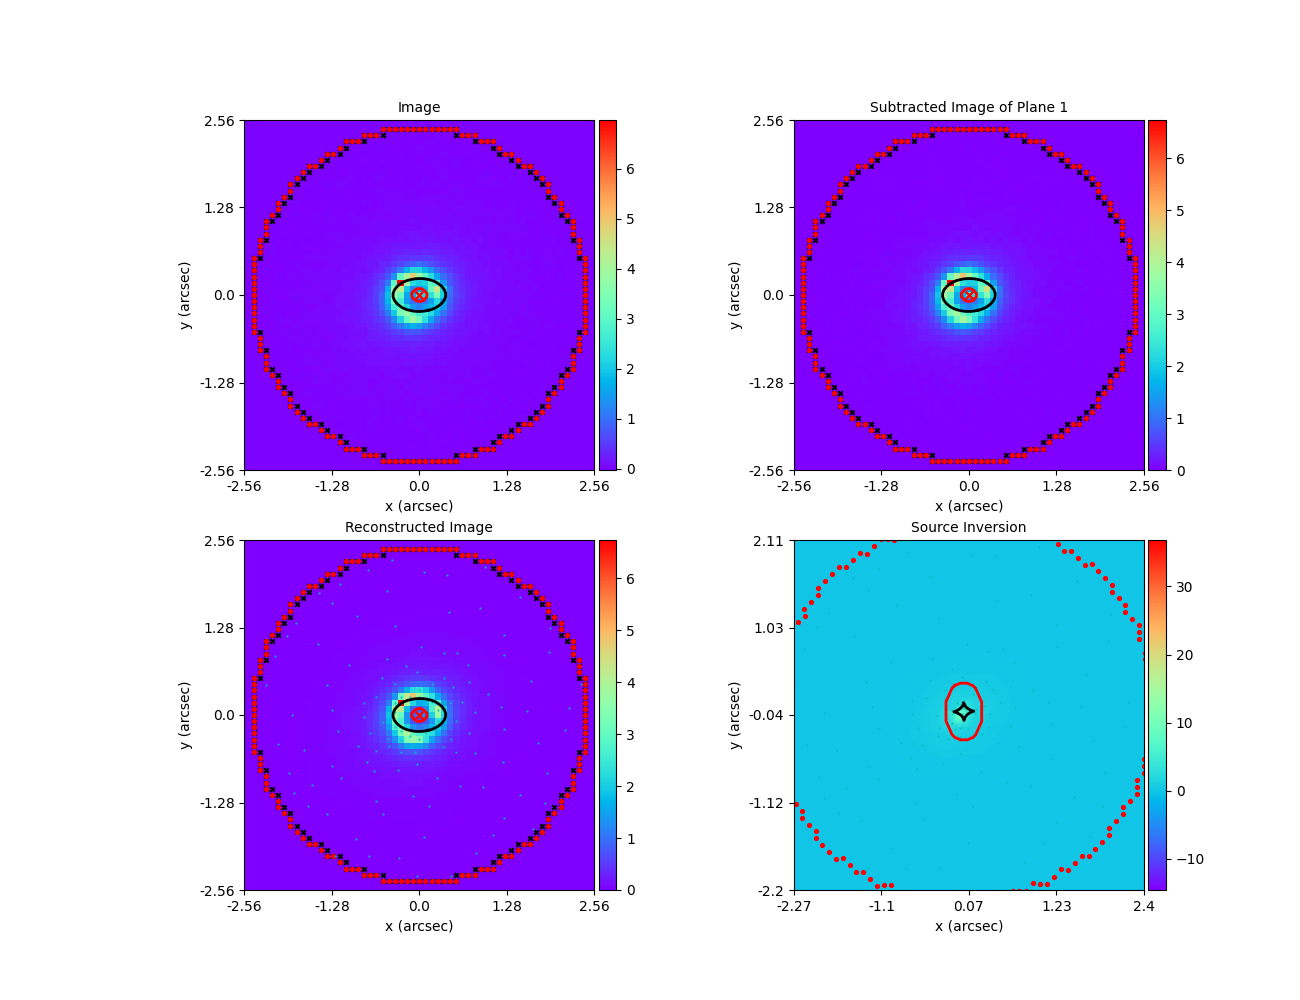 Image
2.56
1.28
0.0
-1.28
-2.56
y (arcsec)
-2.56 -1.28 0.0 1.28 2.56
x (arcsec)
6
5
4
3
2
1
0
Subtracted Image of Plane 1
2.56
1.28
0.0
-1.28
-2.56
y (arcsec)
-2.56 -1.28 0.0 1.28 2.56
x (arcsec)
6
5
4
3
2
1
0
Reconstructed Image
2.56
1.28
0.0
-1.28
-2.56
y (arcsec)
-2.56 -1.28 0.0 1.28 2.56
x (arcsec)
6
5
4
3
2
1
0
Source Inversion
2.11
1.03
-0.04
-1.12
-2.2
y (arcsec)
-2.27 -1.1 0.07 1.23 2.4
x (arcsec)
30
20
10
0
−10